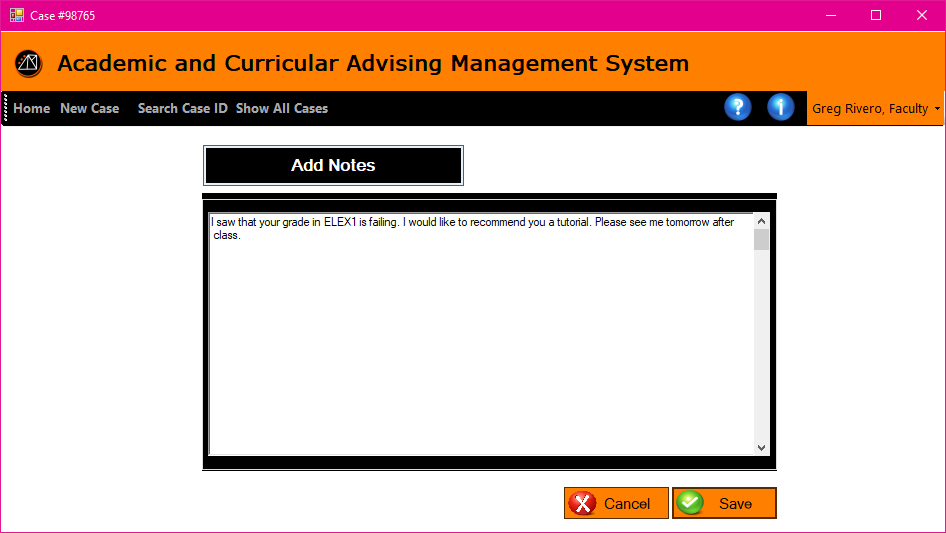 Case #98765
Academic and Curricular Advising Management System
Home New Case Search Case ID Show All Cases ? i Greg Rivero, Faculty
Add Notes
I saw that your grade in ELEX1 is failing. I would like to recommend you a tutorial. Please see me tomorrow after
class.
Cancel Save